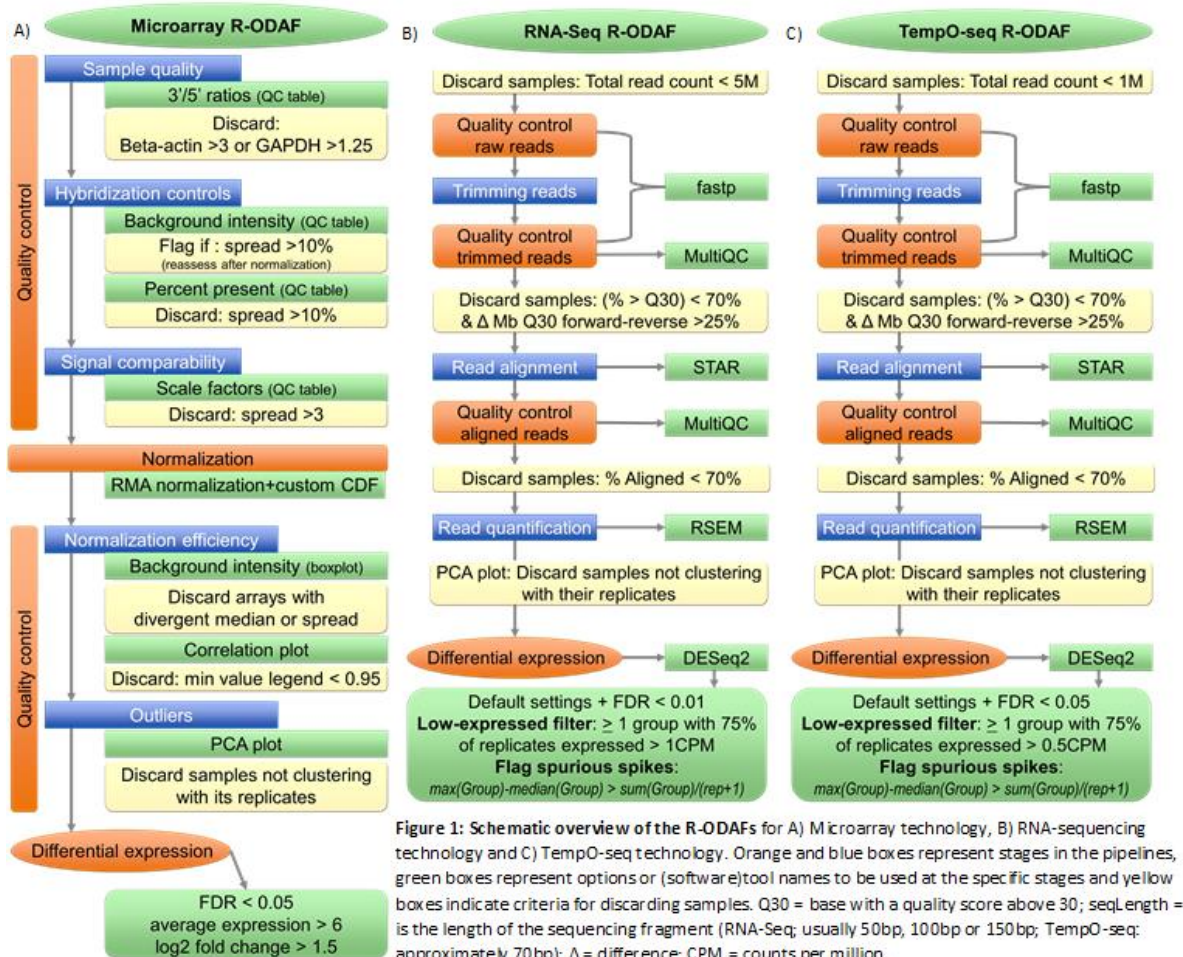 A)
Microarray R-ODAF
Quality control
Sample quality
3'/5' ratios (QC table)
Discard:
Beta-actin >3 or GAPDH >1.25
Hybridization controls
Background intensity (QC table)
Flag if : spread >10%
(reassess after normalization)
Percent present (QC table)
Discard: spread >10%
Signal comparability
Scale factors (QC table)
Discard: spread >3
Normalization
RMA normalization+custom CDF
Quality control
Normalization efficiency
Background intensity (boxplot)
Discard arrays with
divergent median or spread
Correlation plot
Discard: min value legend < 0.95
Outliers
PCA plot
Discard samples not clustering
with its replicates
Differential expression
FDR < 0.05
average expression > 6
log2 fold change > 1.5
B)
RNA-Seq R-ODAF
Discard samples: Total read count < 5M
Quality control
raw reads
Trimming reads
fastp
Quality control
trimmed reads
MultiQC
Discard samples: (% > Q30) < 70%
& Δ Mb Q30 forward-reverse >25%
Read alignment
STAR
Quality control
aligned reads
MultiQC
Discard samples: % Aligned < 70%
Read quantification
RSEM
PCA plot: Discard samples not clustering
with their replicates
Differential expression
DESeq2
Default settings + FDR < 0.01
Low-expressed filter: ≥ 1 group with 75%
of replicates expressed > 1CPM
Flag spurious spikes:
max(Group)-median(Group) > sum(Group)/(rep+1)
C)
TempO-seq R-ODAF
Discard samples: Total read count < 1M
Quality control
raw reads
Trimming reads
fastp
Quality control
trimmed reads
MultiQC
Discard samples: (% > Q30) < 70%
& Δ Mb Q30 forward-reverse >25%
Read alignment
STAR
Quality control
aligned reads
MultiQC
Discard samples: % Aligned < 70%
Read quantification
RSEM
PCA plot: Discard samples not clustering
with their replicates
Differential expression
DESeq2
Default settings + FDR < 0.05
Low-expressed filter: ≥ 1 group with 75%
of replicates expressed > 0.5CPM
Flag spurious spikes:
max(Group)-median(Group) > sum(Group)/(rep+1)
Figure 1: Schematic overview of the R-ODAFs for A) Microarray technology, B) RNA-sequencing
technology and C) TempO-seq technology. Orange and blue boxes represent stages in the pipelines,
green boxes represent options or (software)tool names to be used at the specific stages and yellow
boxes indicate criteria for discarding samples. Q30 = base with a quality score above 30; seqLength =
is the length of the sequencing fragment (RNA-Seq; usually 50bp, 100bp or 150bp; TempO-seq:
approximately 70bp); Δ = difference; CPM = counts per million